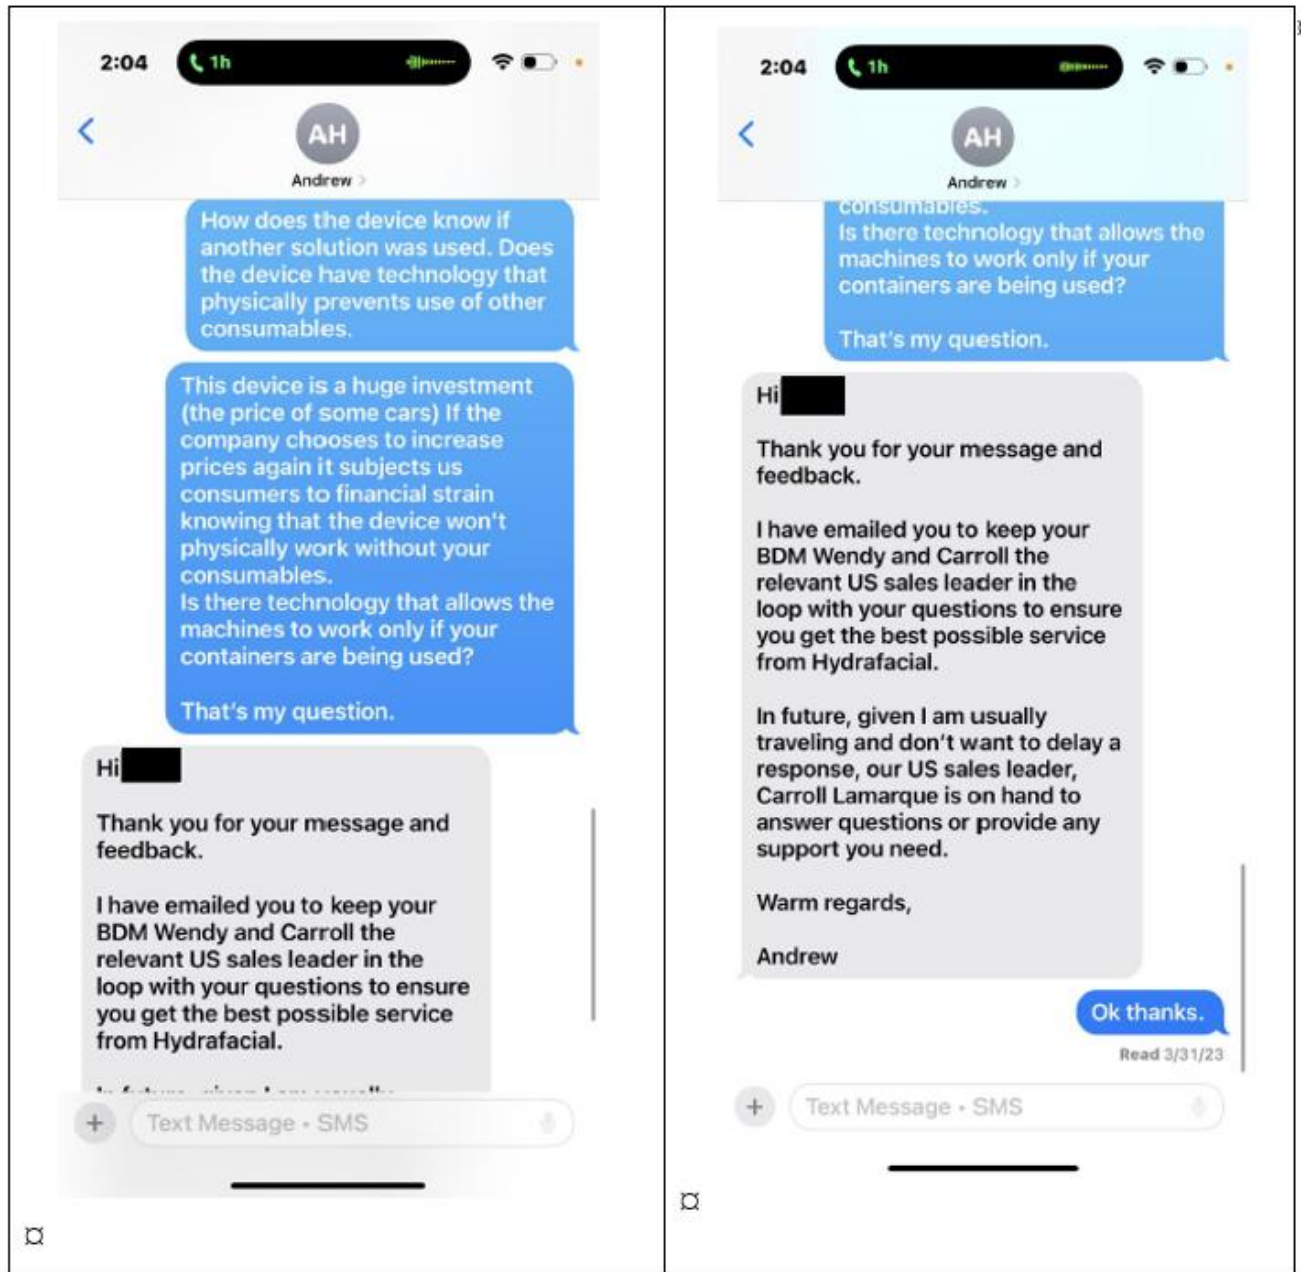 2:04
1h
AH
Andrew
How does the device know if
another solution was used. Does
the device have technology that
physically prevents use of other
consumables.
This device is a huge investment
(the price of some cars) If the
company chooses to increase
prices again it subjects us
consumers to financial strain
knowing that the device won't
physically work without your
consumables.
Is there technology that allows the
machines to work only if your
containers are being used?
That's my question.
Hi
Thank you for your message and
feedback.
I have emailed you to keep your
BDM Wendy and Carroll the
relevant US sales leader in the
loop with your questions to ensure
you get the best possible service
from Hydrafacial.
In future, given I am usually
Text Message • SMS
2:04
1h
AH
Andrew
consumables.
Is there technology that allows the
machines to work only if your
containers are being used?
That's my question.
Hi
Thank you for your message and
feedback.
I have emailed you to keep your
BDM Wendy and Carroll the
relevant US sales leader in the
loop with your questions to ensure
you get the best possible service
from Hydrafacial.
In future, given I am usually
traveling and don't want to delay a
response, our US sales leader,
Carroll Lamarque is on hand to
answer questions or provide any
support you need.
Warm regards,
Andrew
Ok thanks.
Read 3/31/23
Text Message • SMS